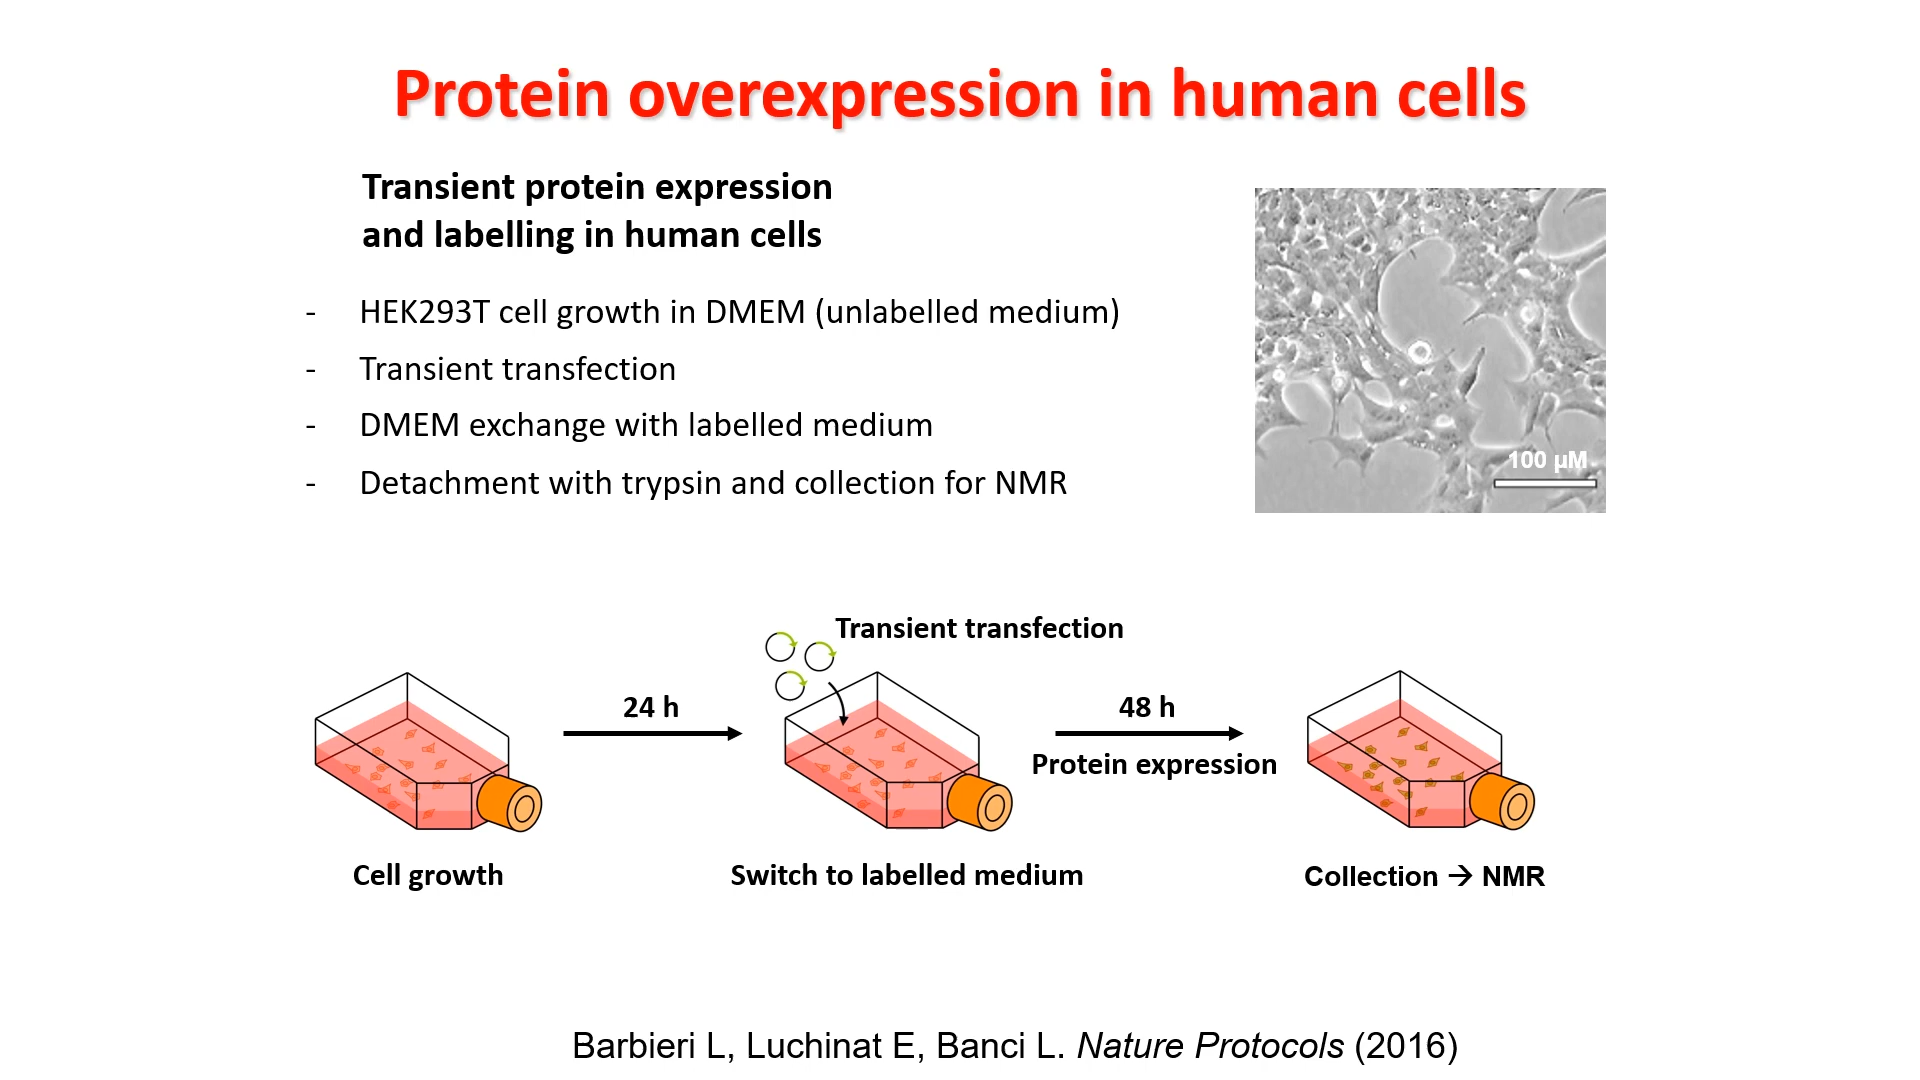 Protein overexpression in human cells
Transient protein expression
and labelling in human cells
- HEK293T cell growth in DMEM (unlabelled medium)
- Transient transfection
- DMEM exchange with labelled medium
- Detachment with trypsin and collection for NMR
100 µM
Transient transfection
24 h
48 h
Protein expression
Cell growth
Switch to labelled medium
Collection → NMR
Barbieri L, Luchinat E, Banci L. Nature Protocols (2016)